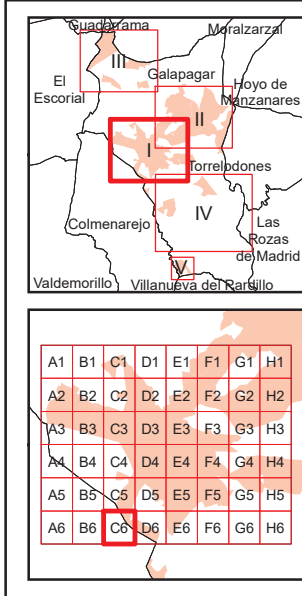 Guadarrama
Moralzarzal
III
El
Escorial
Galapagar
Hoyo de
Manzanares
II
I
Torrelodones
IV
Colmenarejo
Las
Rozas
de Madrid
V
Valdemorillo
Villanueva del Pardillo
A1 B1 C1 D1 E1 F1 G1 H1
A2 B2 C2 D2 E2 F2 G2 H2
A3 B3 C3 D3 E3 F3 G3 H3
A4 B4 C4 D4 E4 F4 G4 H4
A5 B5 C5 D5 E5 F5 G5 H5
A6 B6 C6 D6 E6 F6 G6 H6